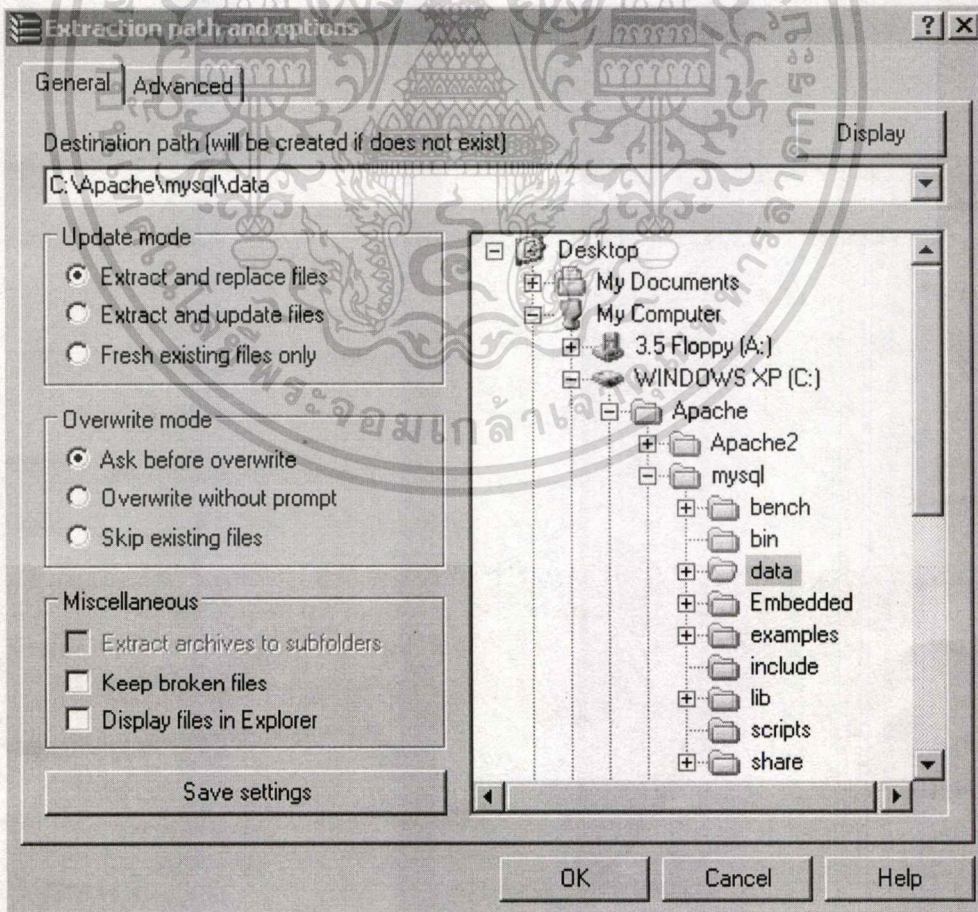 Extraction path and options
General
Advanced
Destination path (will be created if does not exist)
Display
C:\Apache\mysql\data
Update mode
Extract and replace files
Extract and update files
Fresh existing files only
Overwrite mode
Ask before overwrite
Overwrite without prompt
Skip existing files
Miscellaneous
Extract archives to subfolders
Keep broken files
Display files in Explorer
Save settings
Desktop
My Documents
My Computer
3.5 Floppy (A:)
WINDOWS XP (C:)
Apache
Apache2
mysql
bench
bin
data
Embedded
examples
include
lib
scripts
share
OK
Cancel
Help